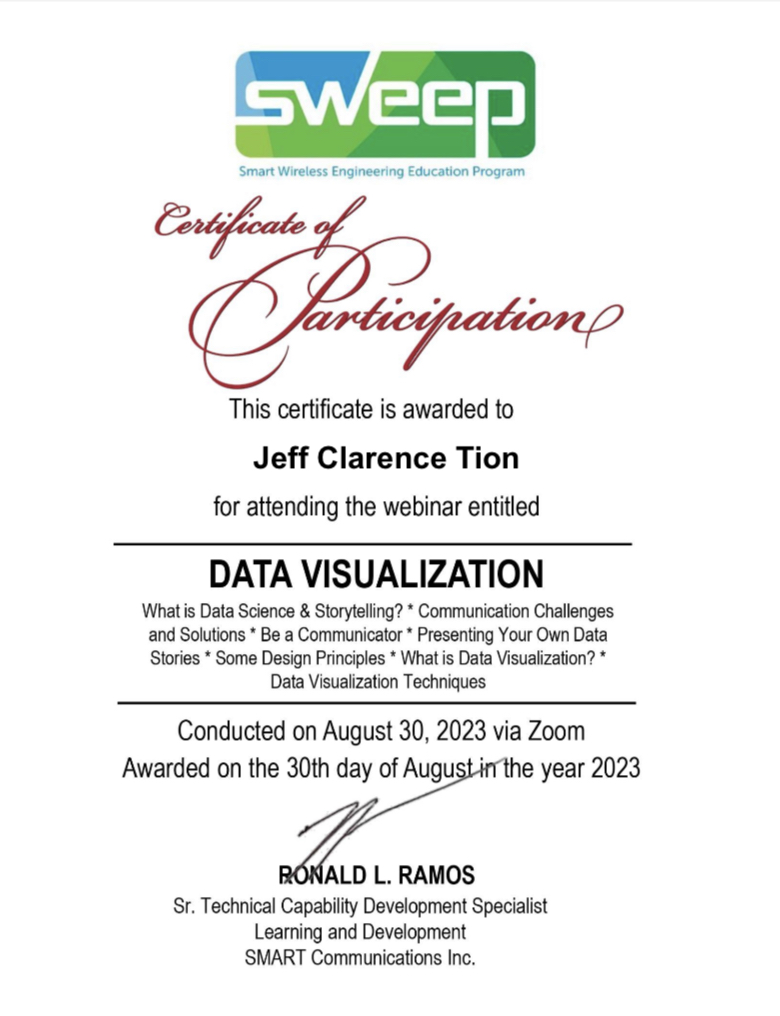 sweep
Smart Wireless Engineering Education Program
Certificate of
Participation
This certificate is awarded to
Jeff Clarence Tion
for attending the webinar entitled
DATA VISUALIZATION
What is Data Science & Storytelling? * Communication Challenges
and Solutions * Be a Communicator * Presenting Your Own Data
Stories * Some Design Principles * What is Data Visualization? *
Data Visualization Techniques
Conducted on August 30, 2023 via Zoom
Awarded on the 30th day of August in the year 2023
RONALD L. RAMOS
Sr. Technical Capability Development Specialist
Learning and Development
SMART Communications Inc.